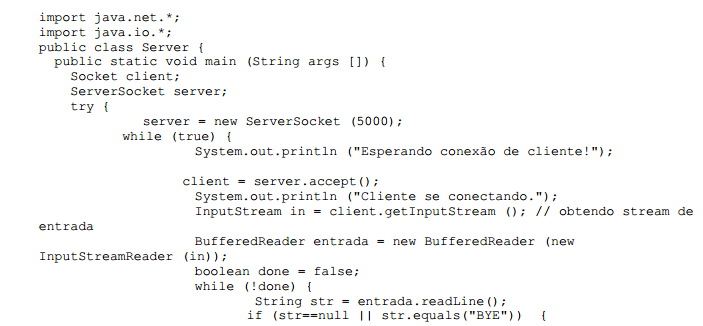 import java.net.*;
import java.io.*;
public class Server {
public static void main (String args []) {
Socket client;
ServerSocket server;
try {
server = new ServerSocket (5000);
while (true) {
System.out.println ("Esperando conexão de cliente!");
client = server.accept();
System.out.println ("Cliente se conectando.");
InputStream in = client.getInputStream (); // obtendo stream de
entrada
BufferedReader entrada = new BufferedReader (new
InputStreamReader (in));
boolean done = false;
while (!done) {
String str = entrada.readLine();
if (str==null || str.equals("BYE")) {